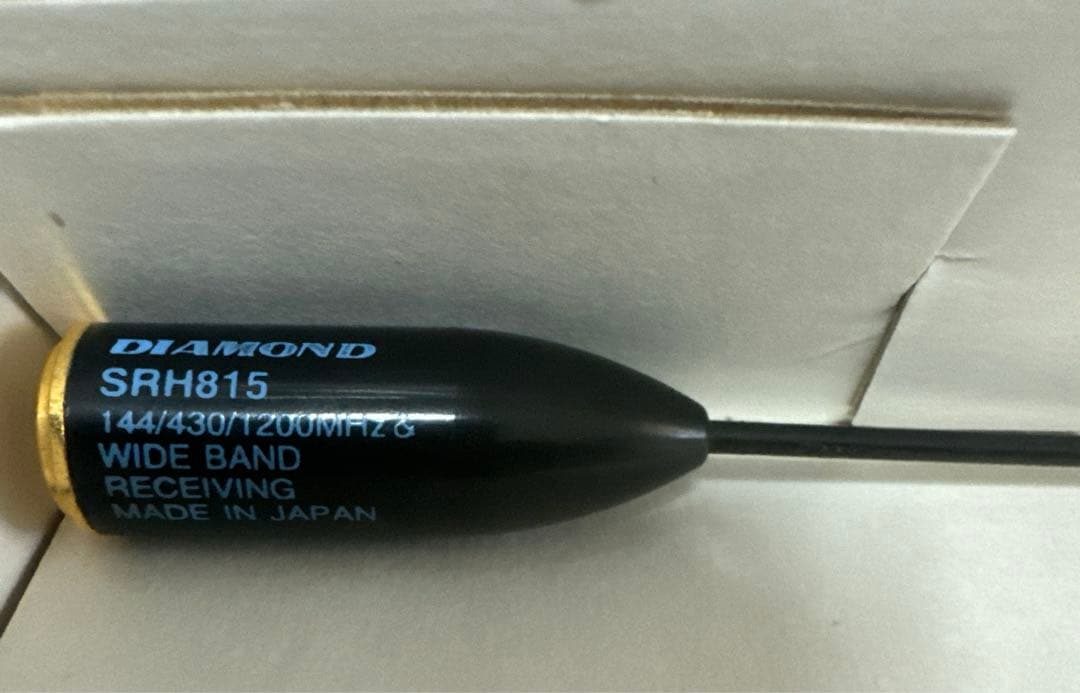 DIAMOND
SRH815
144/430/1200MHz &
WIDE BAND
RECEIVING
MADE IN JAPAN